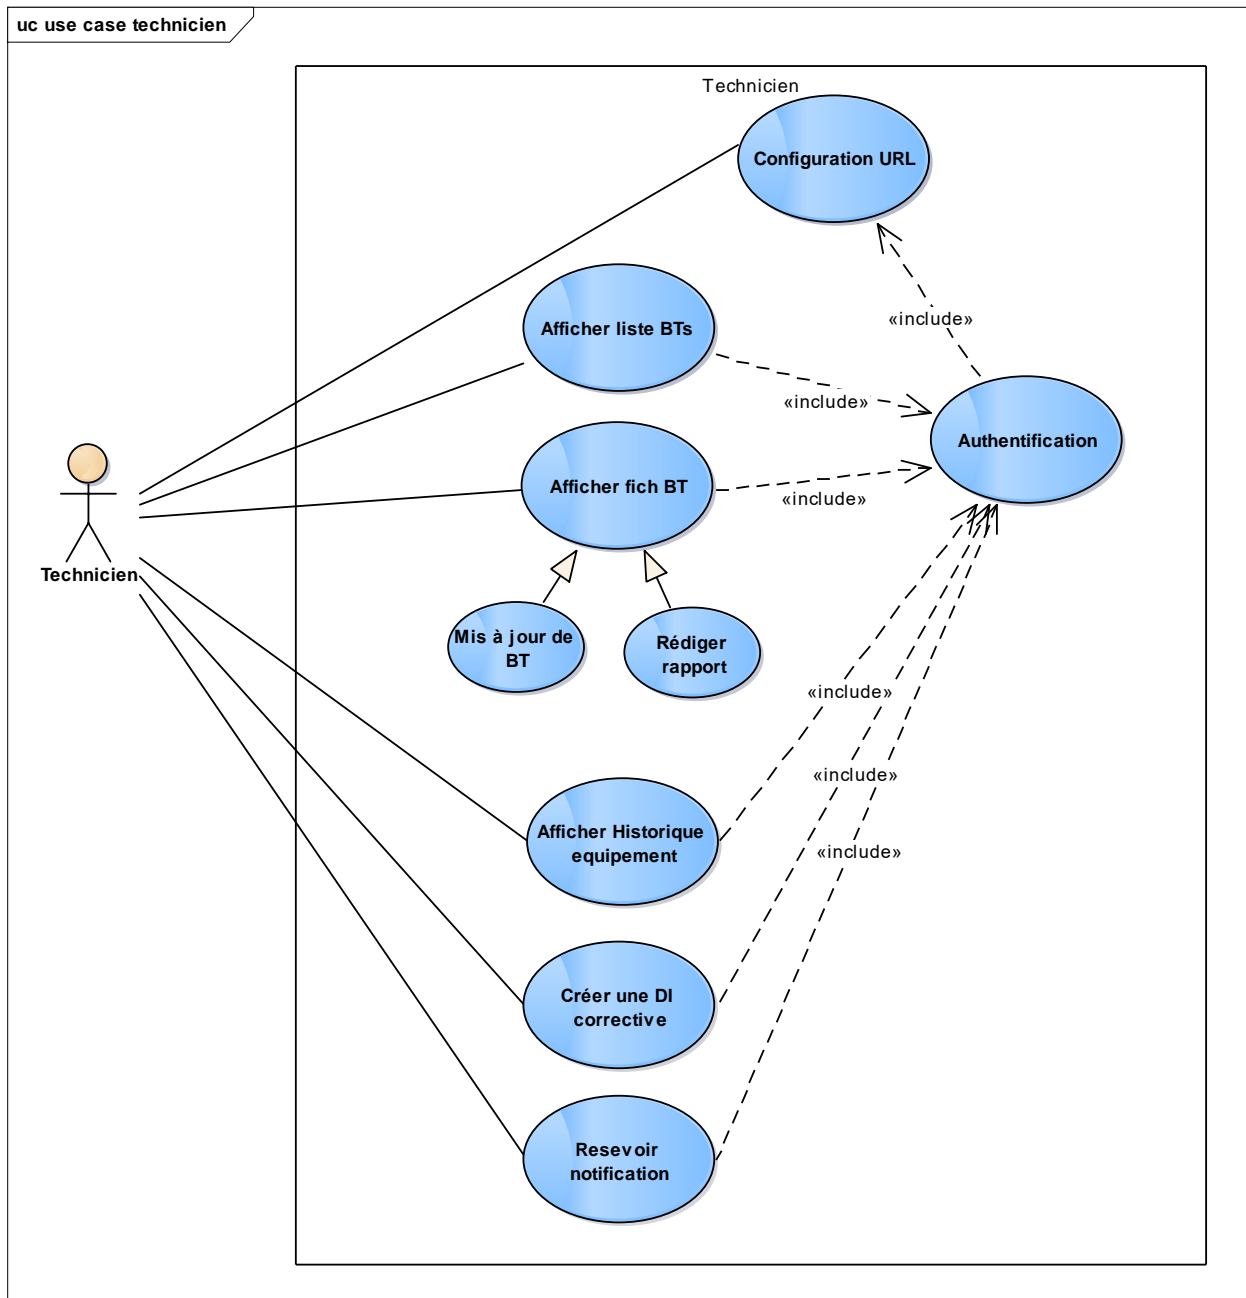 uc use case technicien
Technicien
Configuration URL
«include»
Afficher liste BTs
«include»
Authentification
Afficher fich BT
«include»
Technicien
Mis à jour de
BT
Rédiger
rapport
«include»
«include»
Afficher Historique
equipement
«include»
Créer une DI
corrective
Resevoir
notification